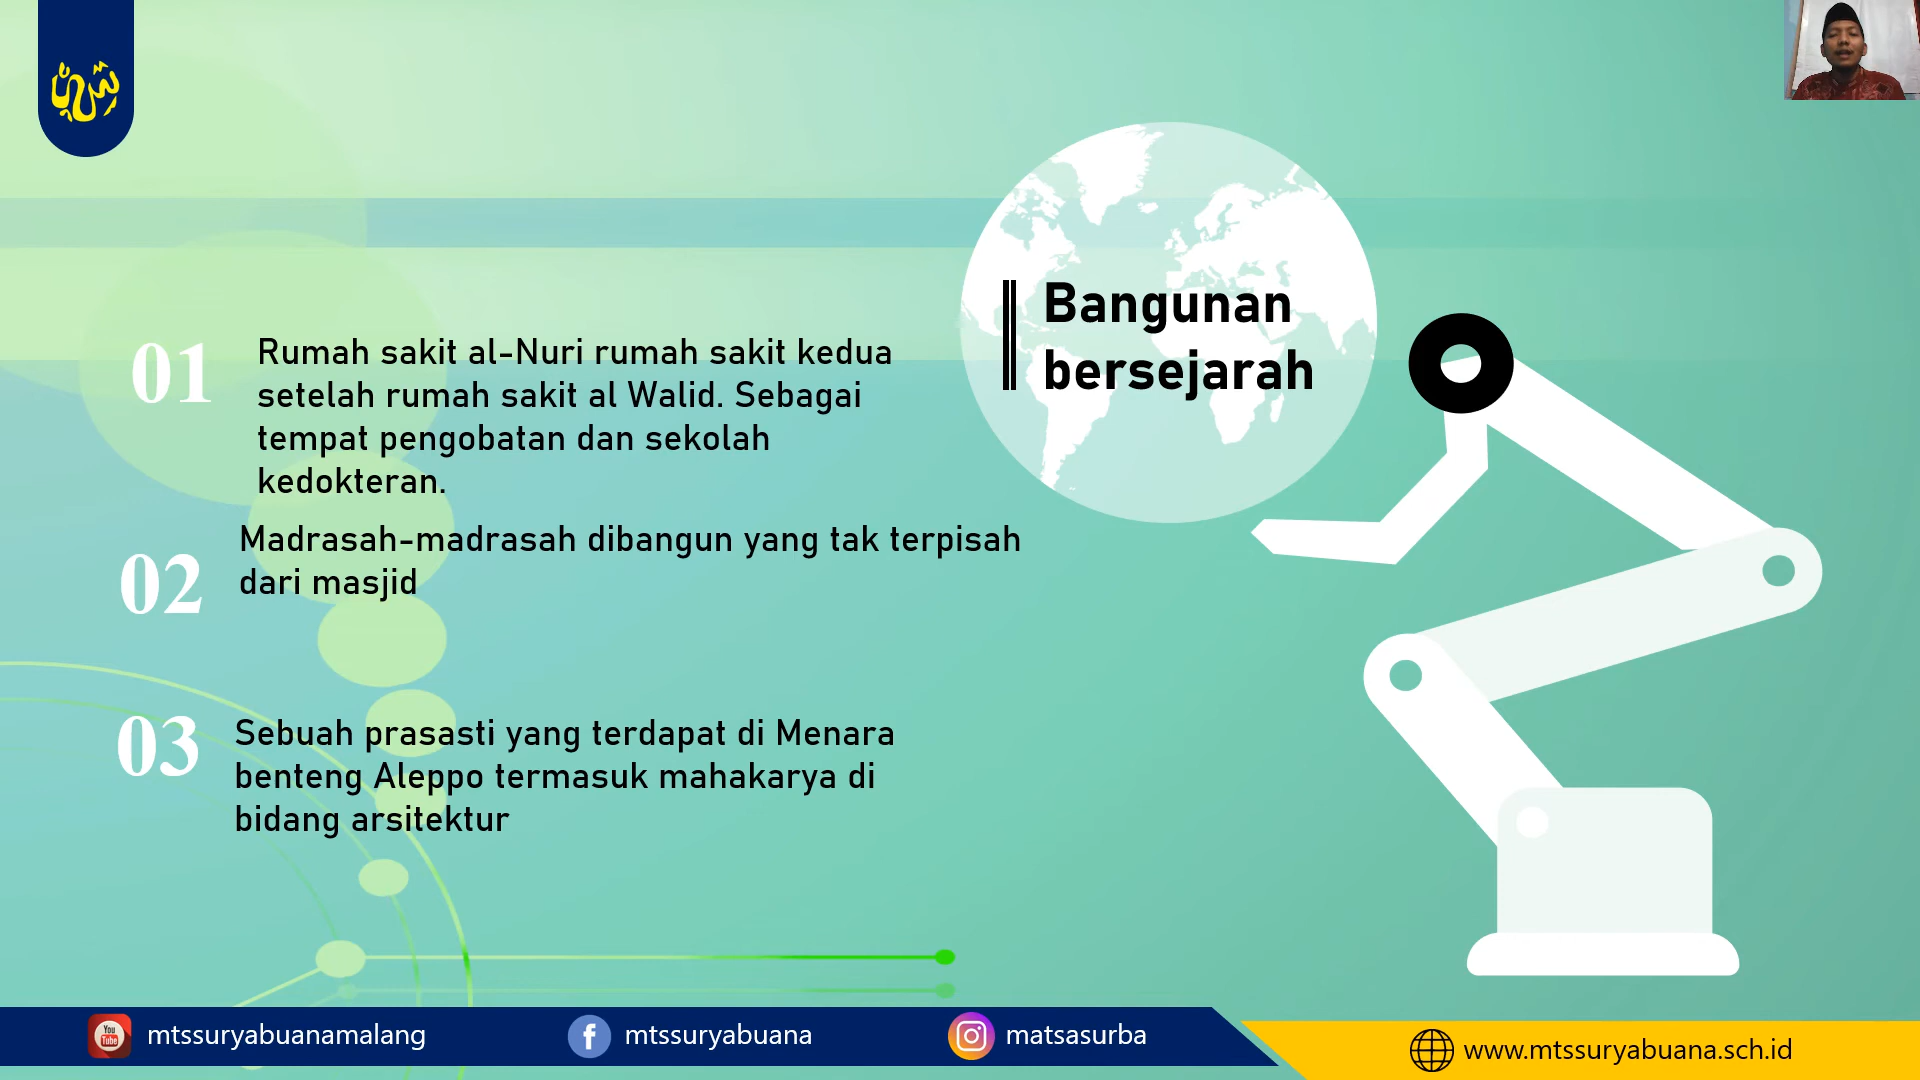 Bangunan
bersejarah
01
Rumah sakit al-Nuri rumah sakit kedua
setelah rumah sakit al Walid. Sebagai
tempat pengobatan dan sekolah
kedokteran.
02
Madrasah-madrasah dibangun yang tak terpisah
dari masjid
03
Sebuah prasasti yang terdapat di Menara
benteng Aleppo termasuk mahakarya di
bidang arsitektur
You
Tube
mtssuryabuanamalang
mtssuryabuana
matsasurba
www.mtssuryabuana.sch.id